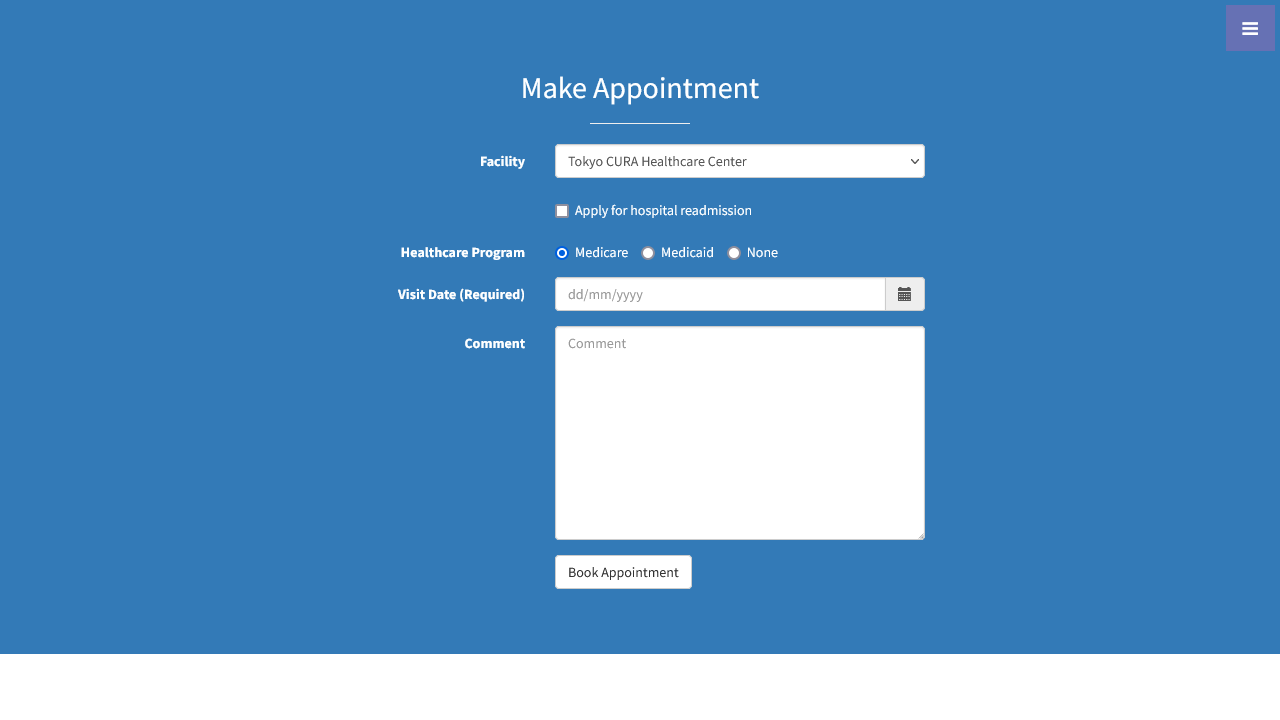 Make Appointment
Facility
Tokyo CURA Healthcare Center
Apply for hospital readmission
Healthcare Program
Medicare Medicaid None
Visit Date (Required)
dd/mm/yyyy
Comment
Comment
Book Appointment